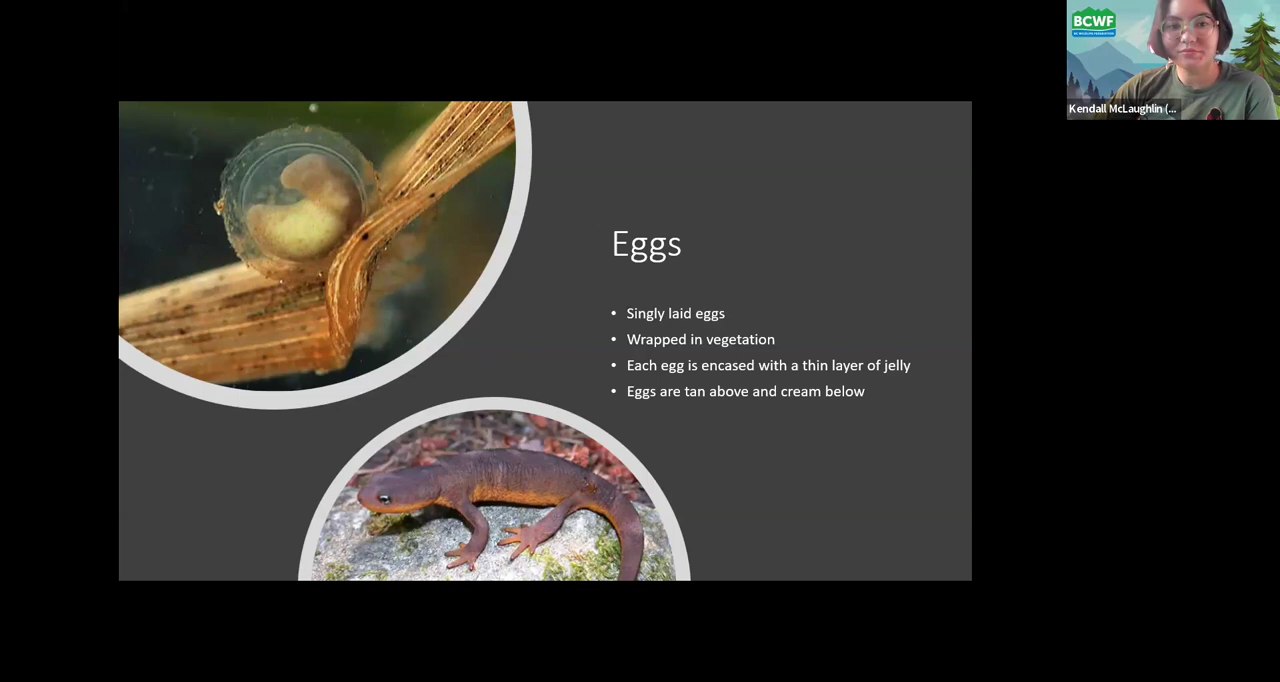 BCWF
Kendall McLaughlin (...
Eggs
• Singly laid eggs
• Wrapped in vegetation
• Each egg is encased with a thin layer of jelly
• Eggs are tan above and cream below